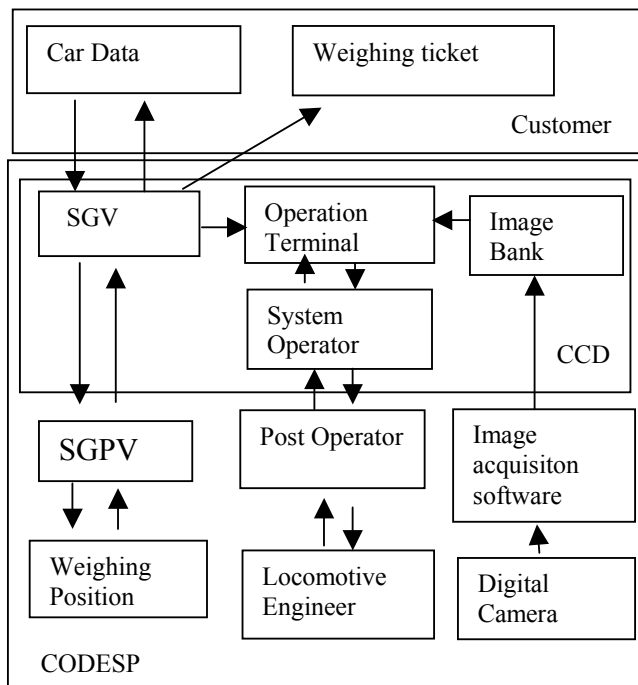 Car Data
Weighing ticket
Customer
SGV
Operation
Terminal
Image
Bank
System
Operator
CCD
SGPV
Post Operator
Image
acquisiton
software
Weighing
Position
Locomotive
Engineer
Digital
Camera
CODESP